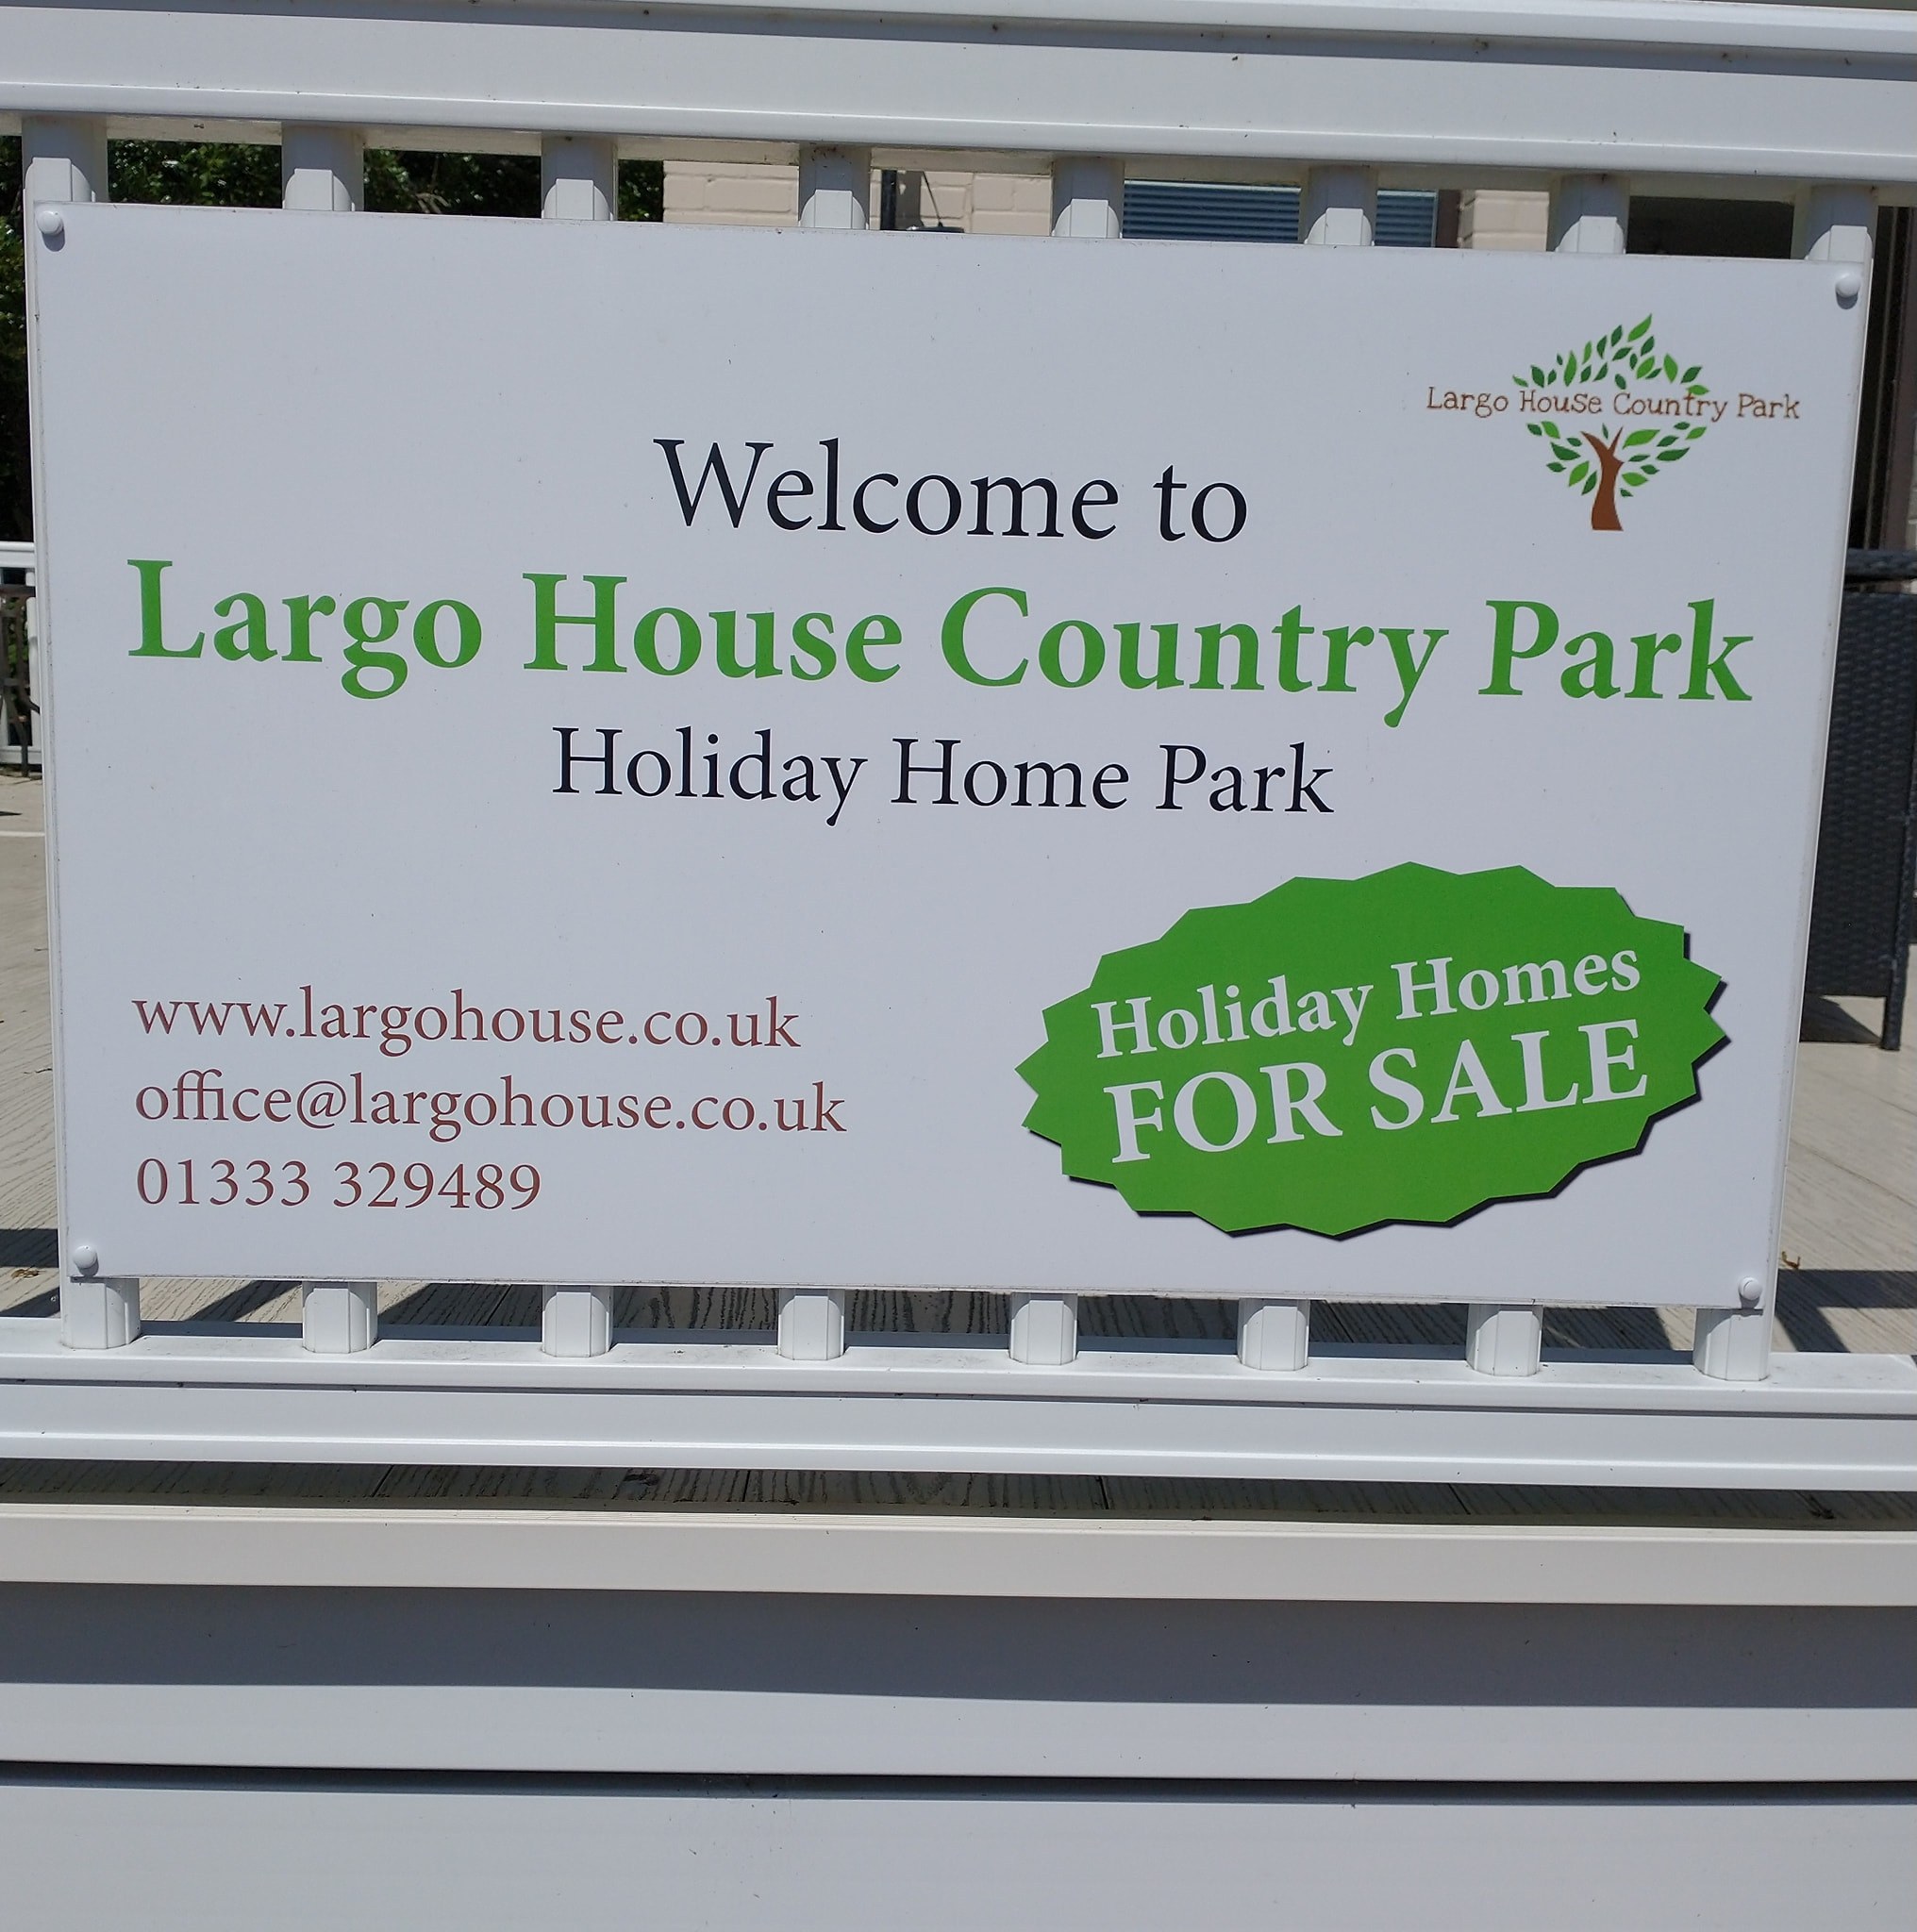 Largo House Country Park
Welcome to
Largo House Country Park
Holiday Home Park
www.largohouse.co.uk
office@largohouse.co.uk
01333 329489
Holiday Homes
FOR SALE